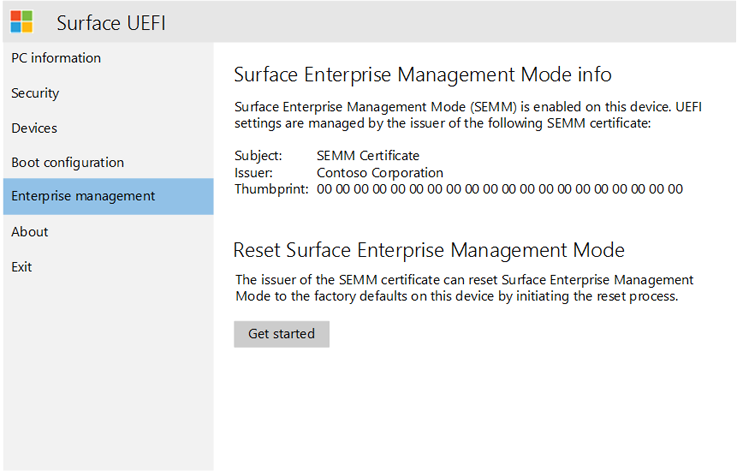 Surface UEFI
PC information
Security
Devices
Boot configuration
Enterprise management
About
Exit
Surface Enterprise Management Mode info
Surface Enterprise Management Mode (SEMM) is enabled on this device. UEFI
settings are managed by the issuer of the following SEMM certificate:
Subject: SEMM Certificate
Issuer: Contoso Corporation
Thumbprint: 00 00 00 00 00 00 00 00 00 00 00 00 00 00 00 00 00 00 00 00
Reset Surface Enterprise Management Mode
The issuer of the SEMM certificate can reset Surface Enterprise Management
Mode to the factory defaults on this device by initiating the reset process.
Get started